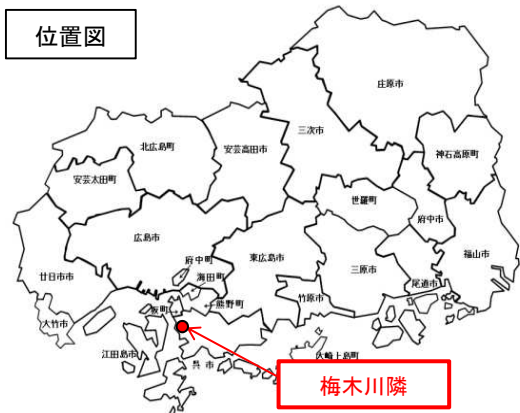 位置図
庄原市
三次市
北広島町
安芸高田市
神石高原町
安芸太田町
世羅町
府中市
広島市
府中町
東広島市
福山市
海田町
三原市
廿日市市
尾道市
熊野町
竹原市
坂町
大竹市
江田島市
大崎上島町
呉市
梅木川隣